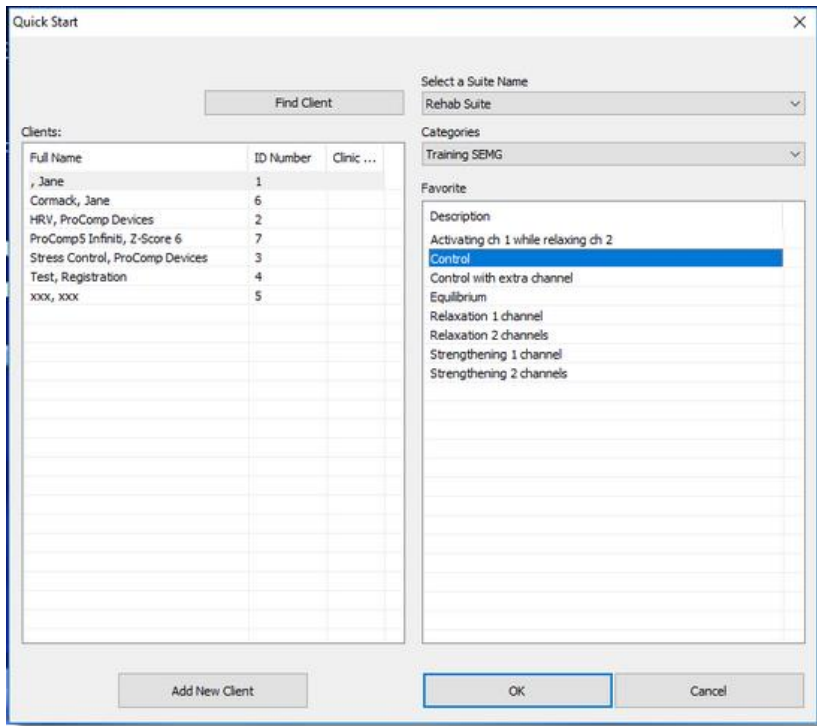 Quick Start
Find Client
Clients:
Full Name ID Number Clinic ...
, Jane 1
Cormack, Jane 6
HRV, ProComp Devices 2
ProComp5 Infiniti, Z-Score 6 7
Stress Control, ProComp Devices 3
Test, Registration 4
xxx, xxx 5
Add New Client
Select a Suite Name
Rehab Suite
Categories
Training SEMG
Favorite
Description
Activating ch 1 while relaxing ch 2
Control
Control with extra channel
Equilibrium
Relaxation 1 channel
Relaxation 2 channels
Strengthening 1 channel
Strengthening 2 channels
OK
Cancel